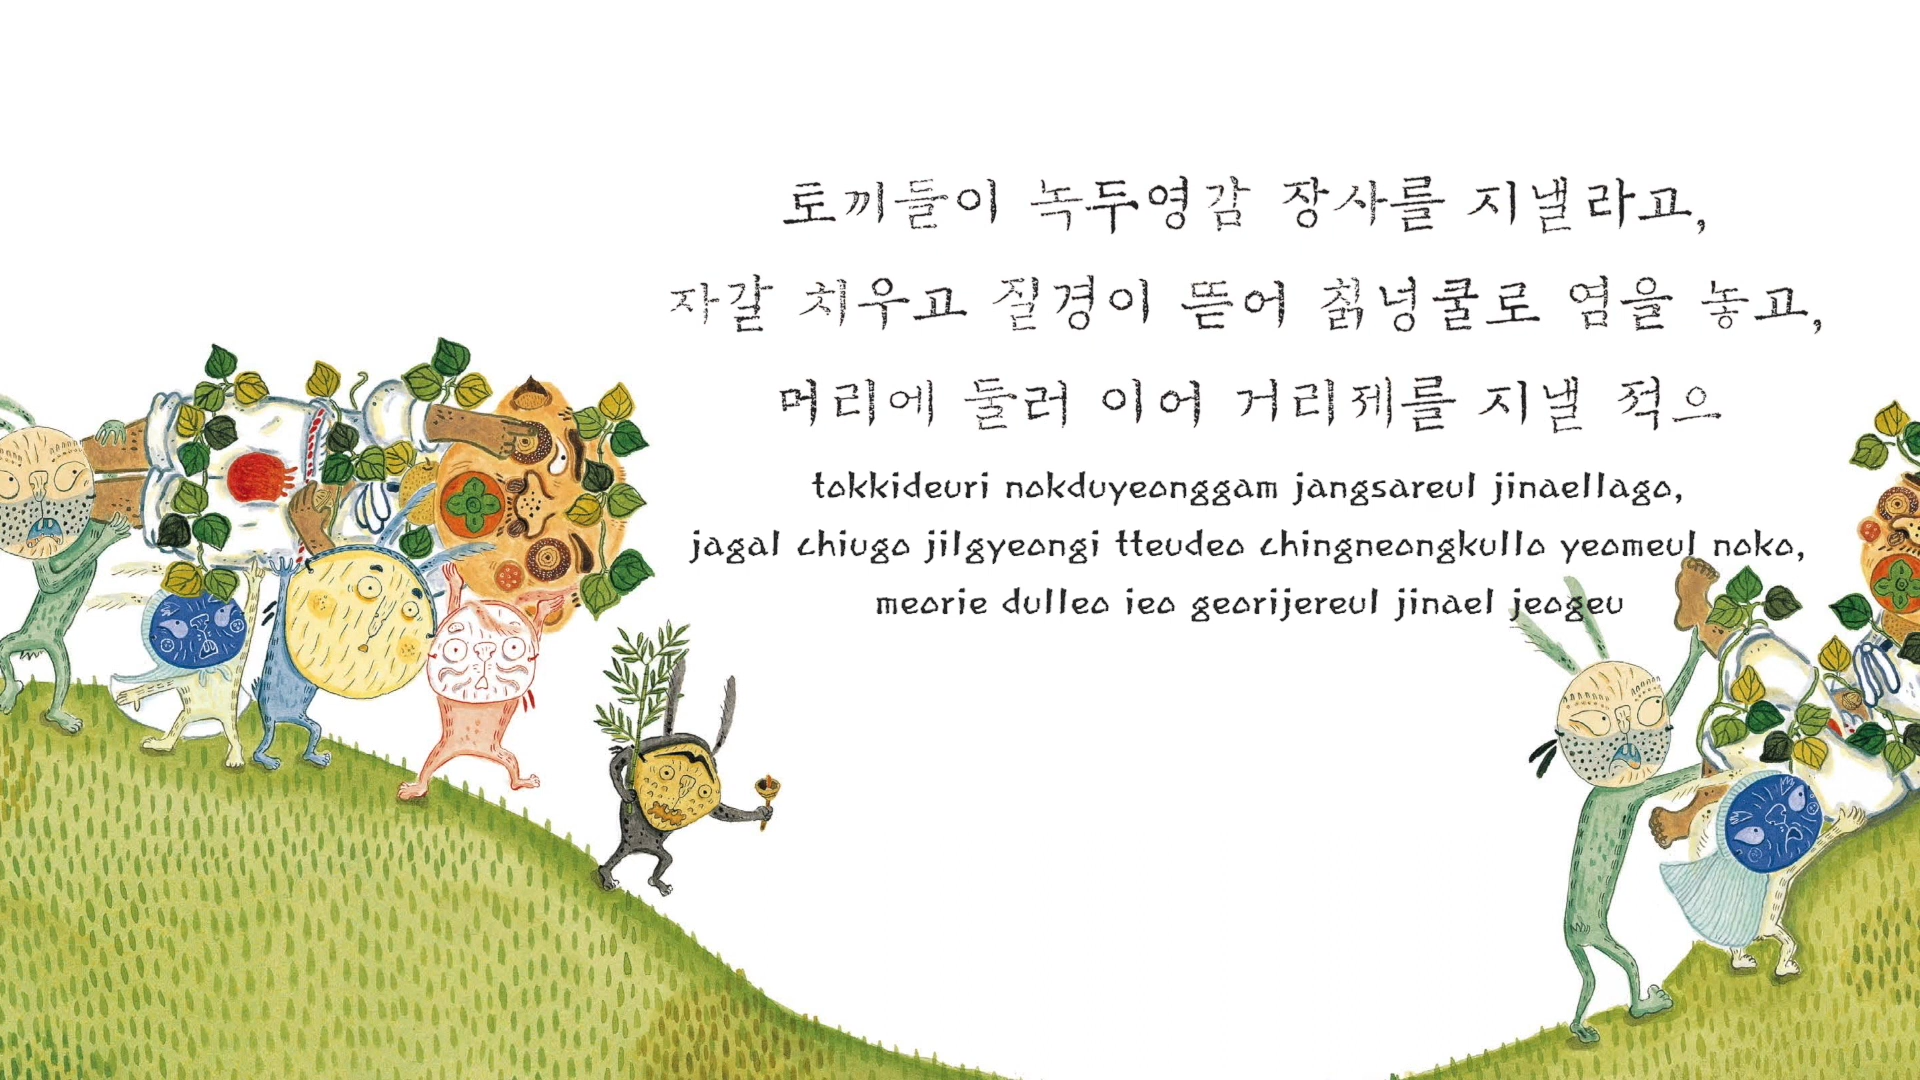 토끼들이 녹두영감 장사를 지낼라고,
자갈 치우고 질경이 뜯어 칡넝쿨로 염을 놓고,
머리에 둘러 이어 거리제를 지낼 적으
tokkideuri nokduyeonggam jangsareul jinaellago,
jagal chiugo jilgyeongi tteudeo chingneongkullo yeomeul noko,
meorie dulleo ieo georijereul jinael jeogeu